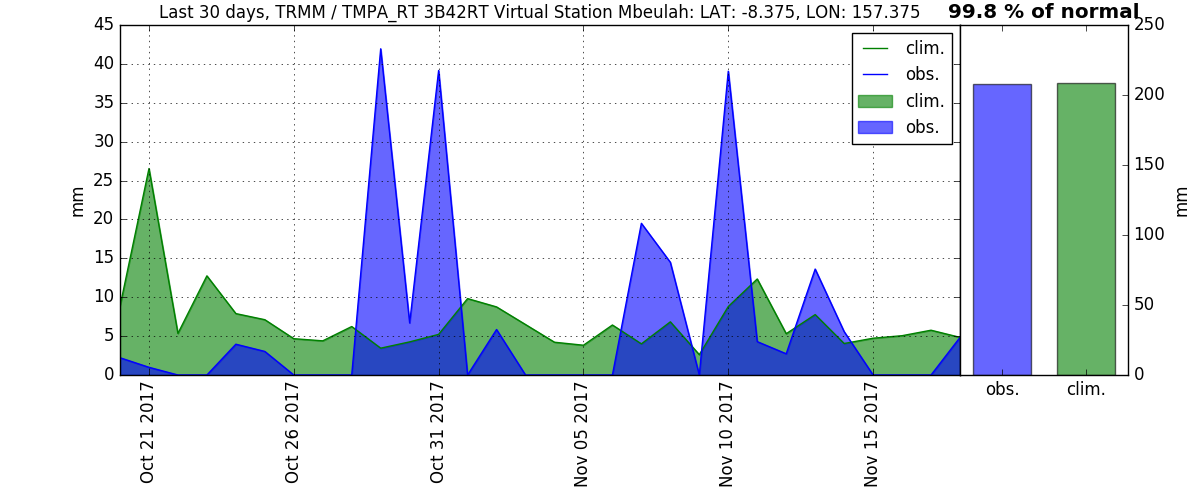 Last 30 days, TRMM / TMPA_RT 3B42RT Virtual Station Mbeulah: LAT: -8.375, LON: 157.375
99.8 % of normal
45
40
35
30
25
20
15
10
5
0
mm
clim.
obs.
clim.
obs.
Oct 21 2017
Oct 26 2017
Oct 31 2017
Nov 05 2017
Nov 10 2017
Nov 15 2017
250
200
150
100
50
0
mm
obs.
clim.